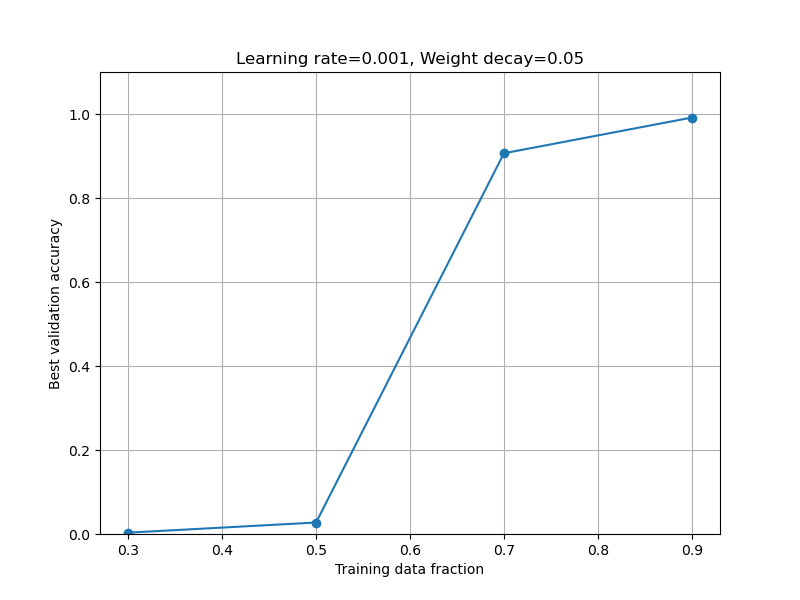 Learning rate=0.001, Weight decay=0.05
Best validation accuracy
1.0
0.8
0.6
0.4
0.2
0.0
0.3 0.4 0.5 0.6 0.7 0.8 0.9
Training data fraction